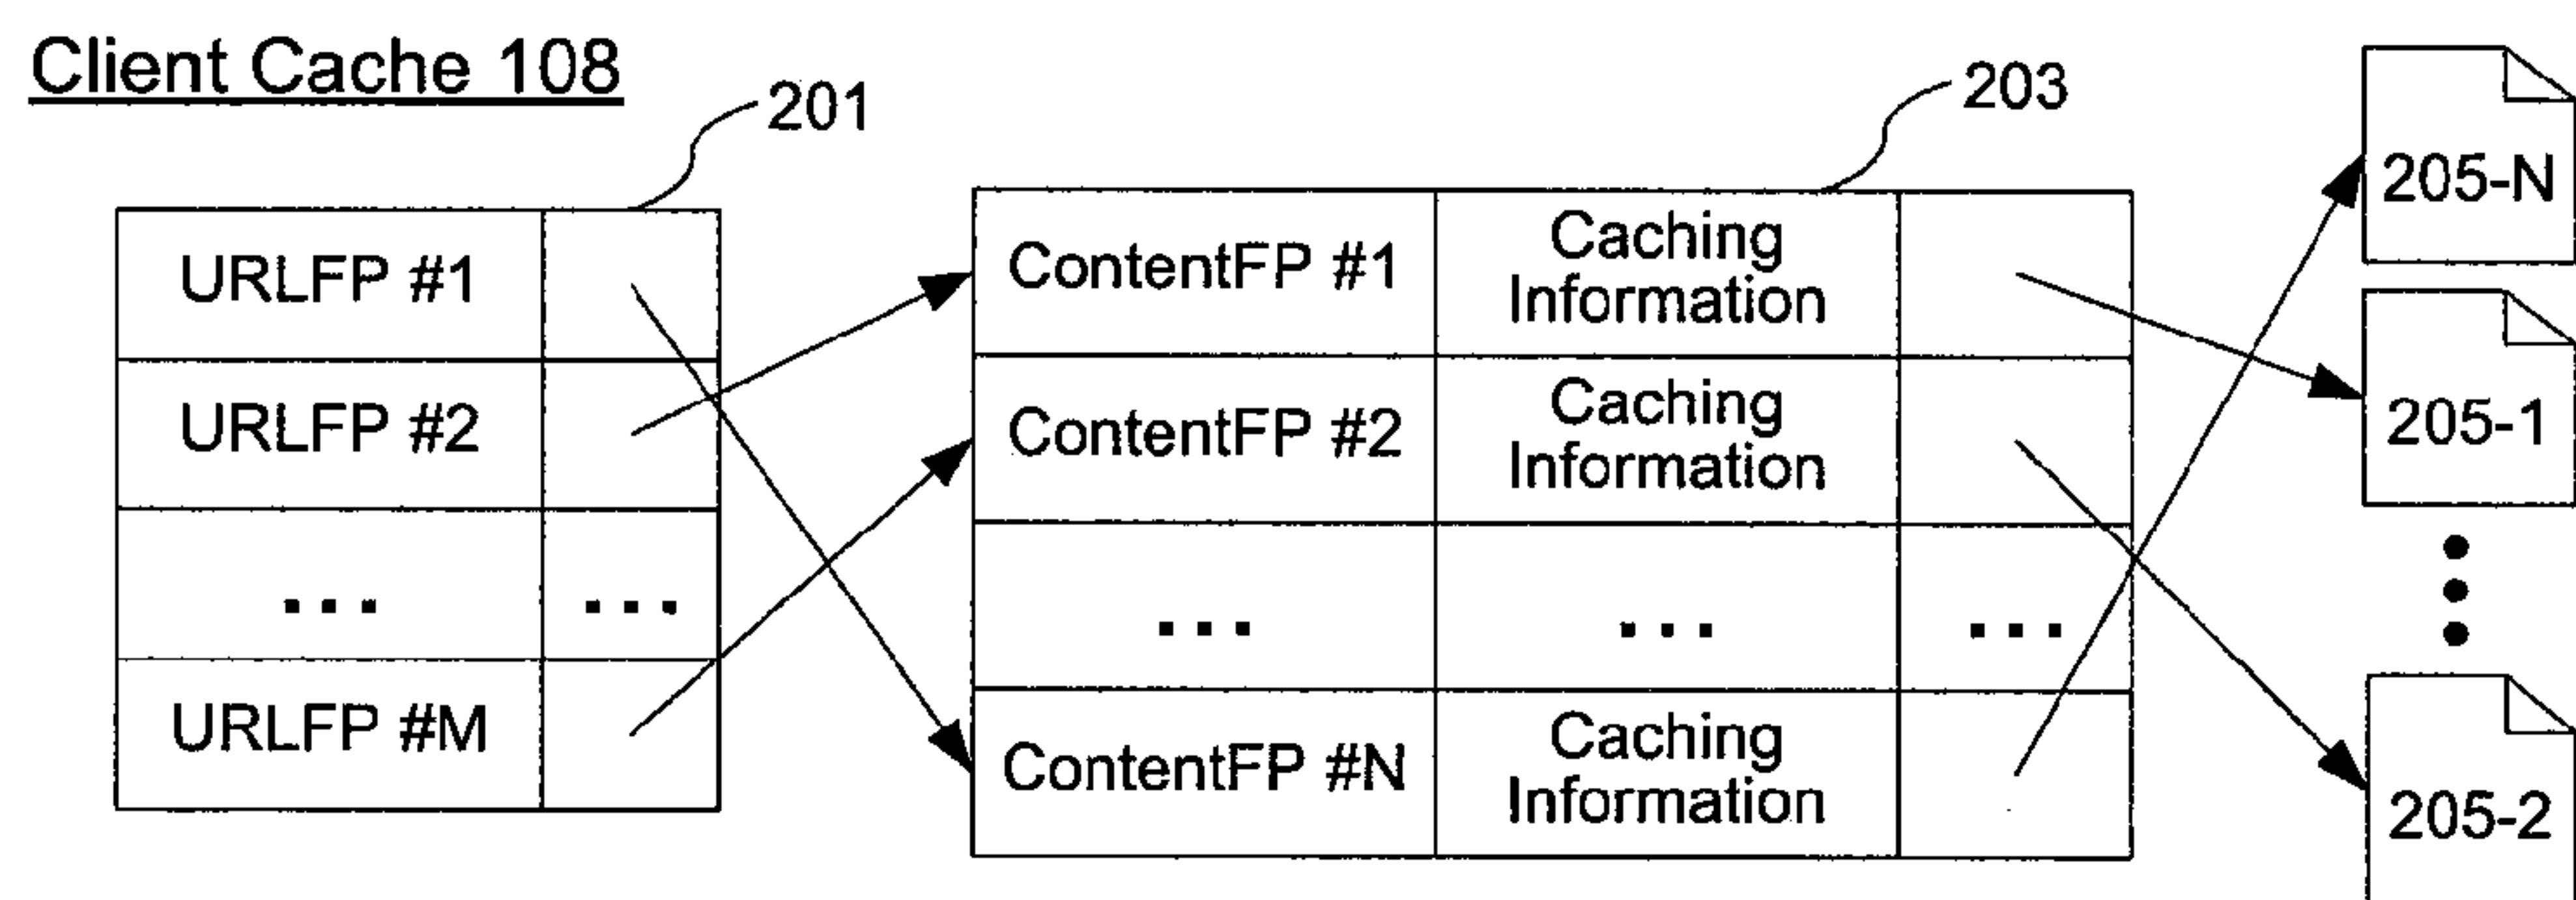 Client Cache 108
201
203
URLFP #1
URLFP #2
... ...
URLFP #M
ContentFP #1
Caching
Information
ContentFP #2
Caching
Information
... ... ...
ContentFP #N
Caching
Information
205-N
205-1
205-2